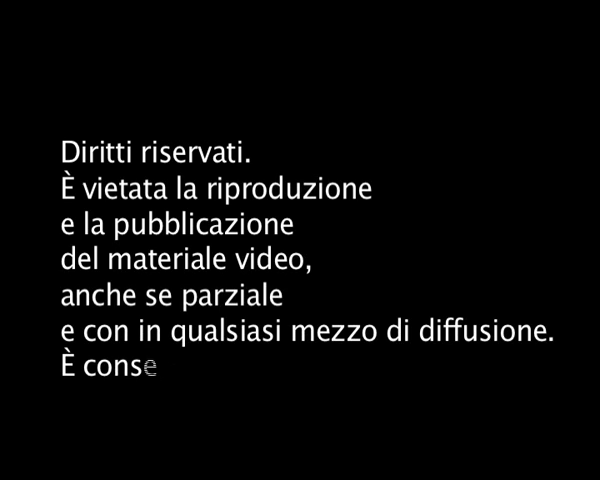 Diritti riservati.
È vietata la riproduzione
e la pubblicazione
del materiale video,
anche se parziale
e con in qualsiasi mezzo di diffusione.
È conse